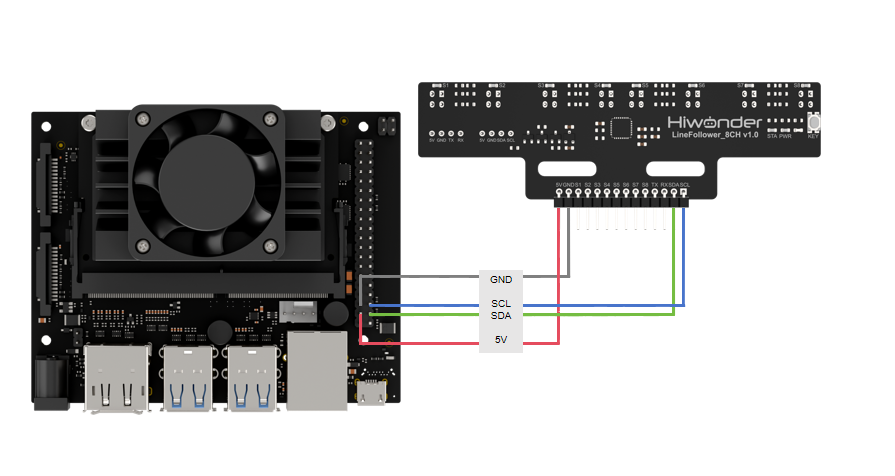 S1 S2 S3 S4 S5 S6 S7 S8
Hiwonder
LineFollower_8CH v1.0
STA PWR KEY
5V GND TX RX
5V GND SDA SCL
5V GND S1 S2 S3 S4 S5 S6 S7 S8 TX RX SDA SCL
GND
SCL
SDA
5V